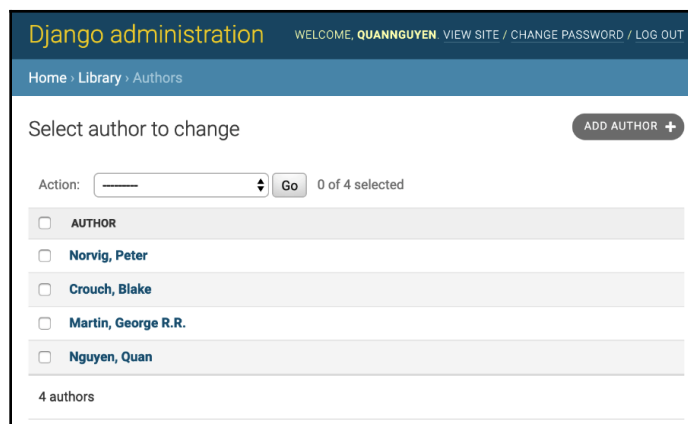 Django administration WELCOME, QUANNGUYEN. VIEW SITE / CHANGE PASSWORD / LOG OUT
Home › Library › Authors
Select author to change ADD AUTHOR +
Action: --------- Go 0 of 4 selected
AUTHOR
Norvig, Peter
Crouch, Blake
Martin, George R.R.
Nguyen, Quan
4 authors